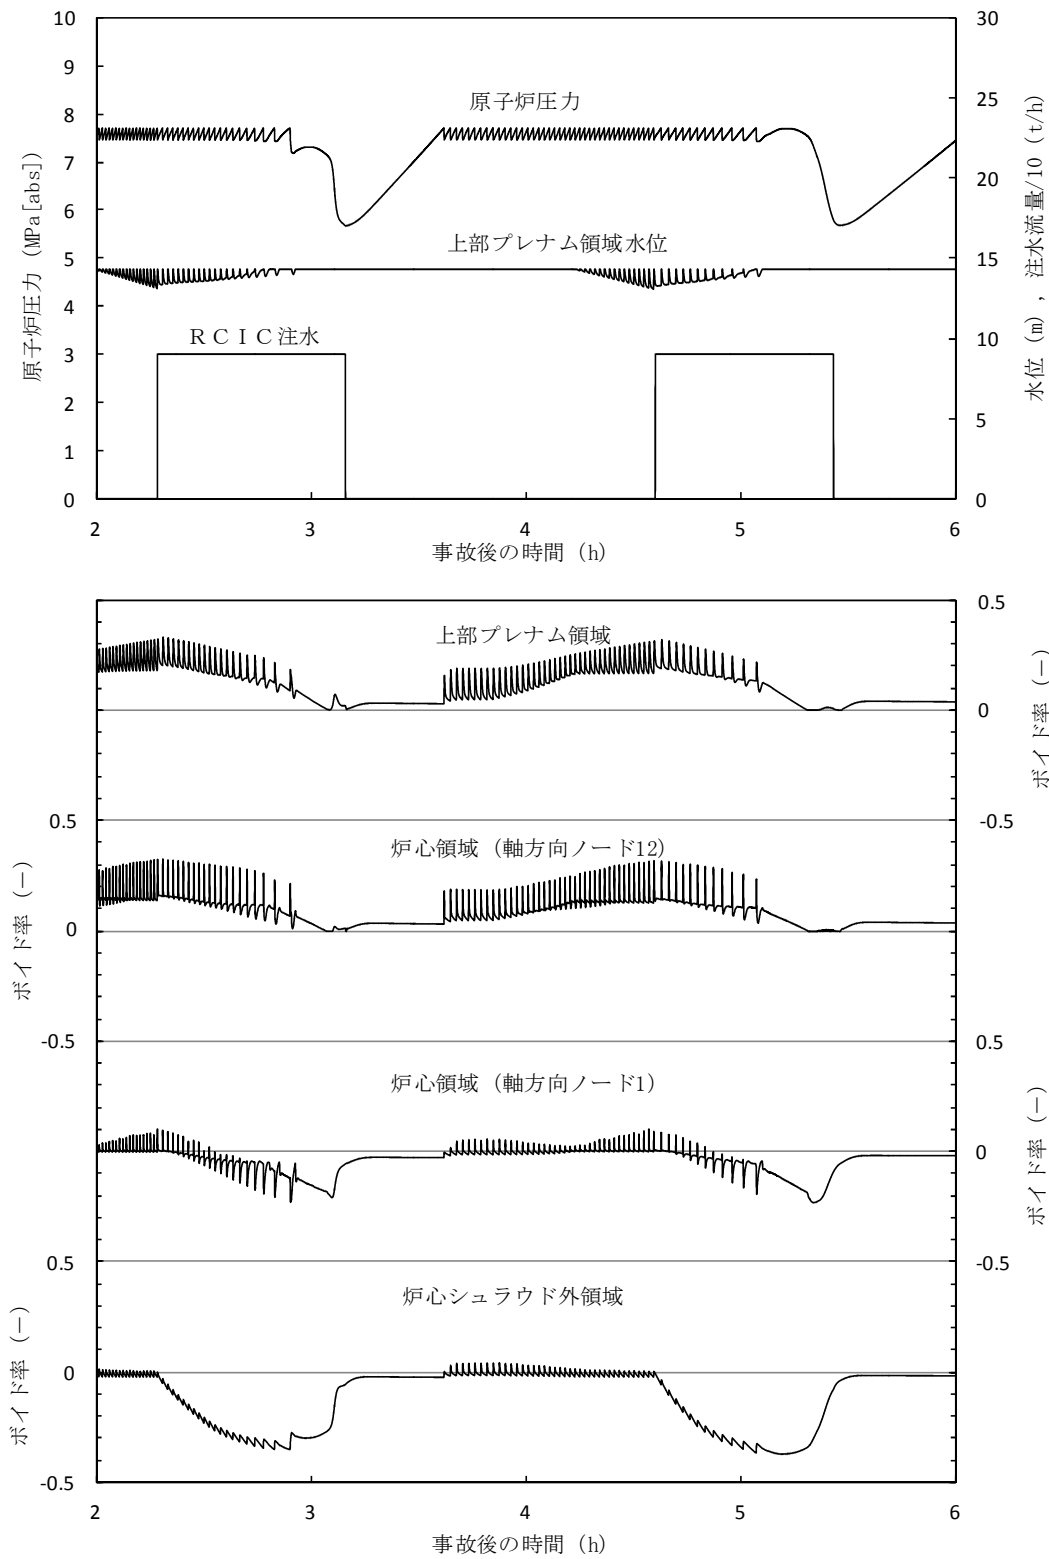 10
9
8
7
6
5
4
3
2
1
0
原子炉圧力 (MPa[abs])
原子炉圧力
上部プレナム領域水位
ＲＣＩＣ注水
30
25
20
15
10
5
0
水位 (m) , 注水流量/10 (t/h)
2 3 4 5 6
事故後の時間 (h)
上部プレナム領域
0.5
0
-0.5
ボイド率 (－)
炉心領域 (軸方向ノード12)
0.5
0
-0.5
ボイド率 (－)
炉心領域 (軸方向ノード1)
0.5
0
-0.5
ボイド率 (－)
炉心シュラウド外領域
0.5
0
-0.5
ボイド率 (－)
2 3 4 5 6
事故後の時間 (h)